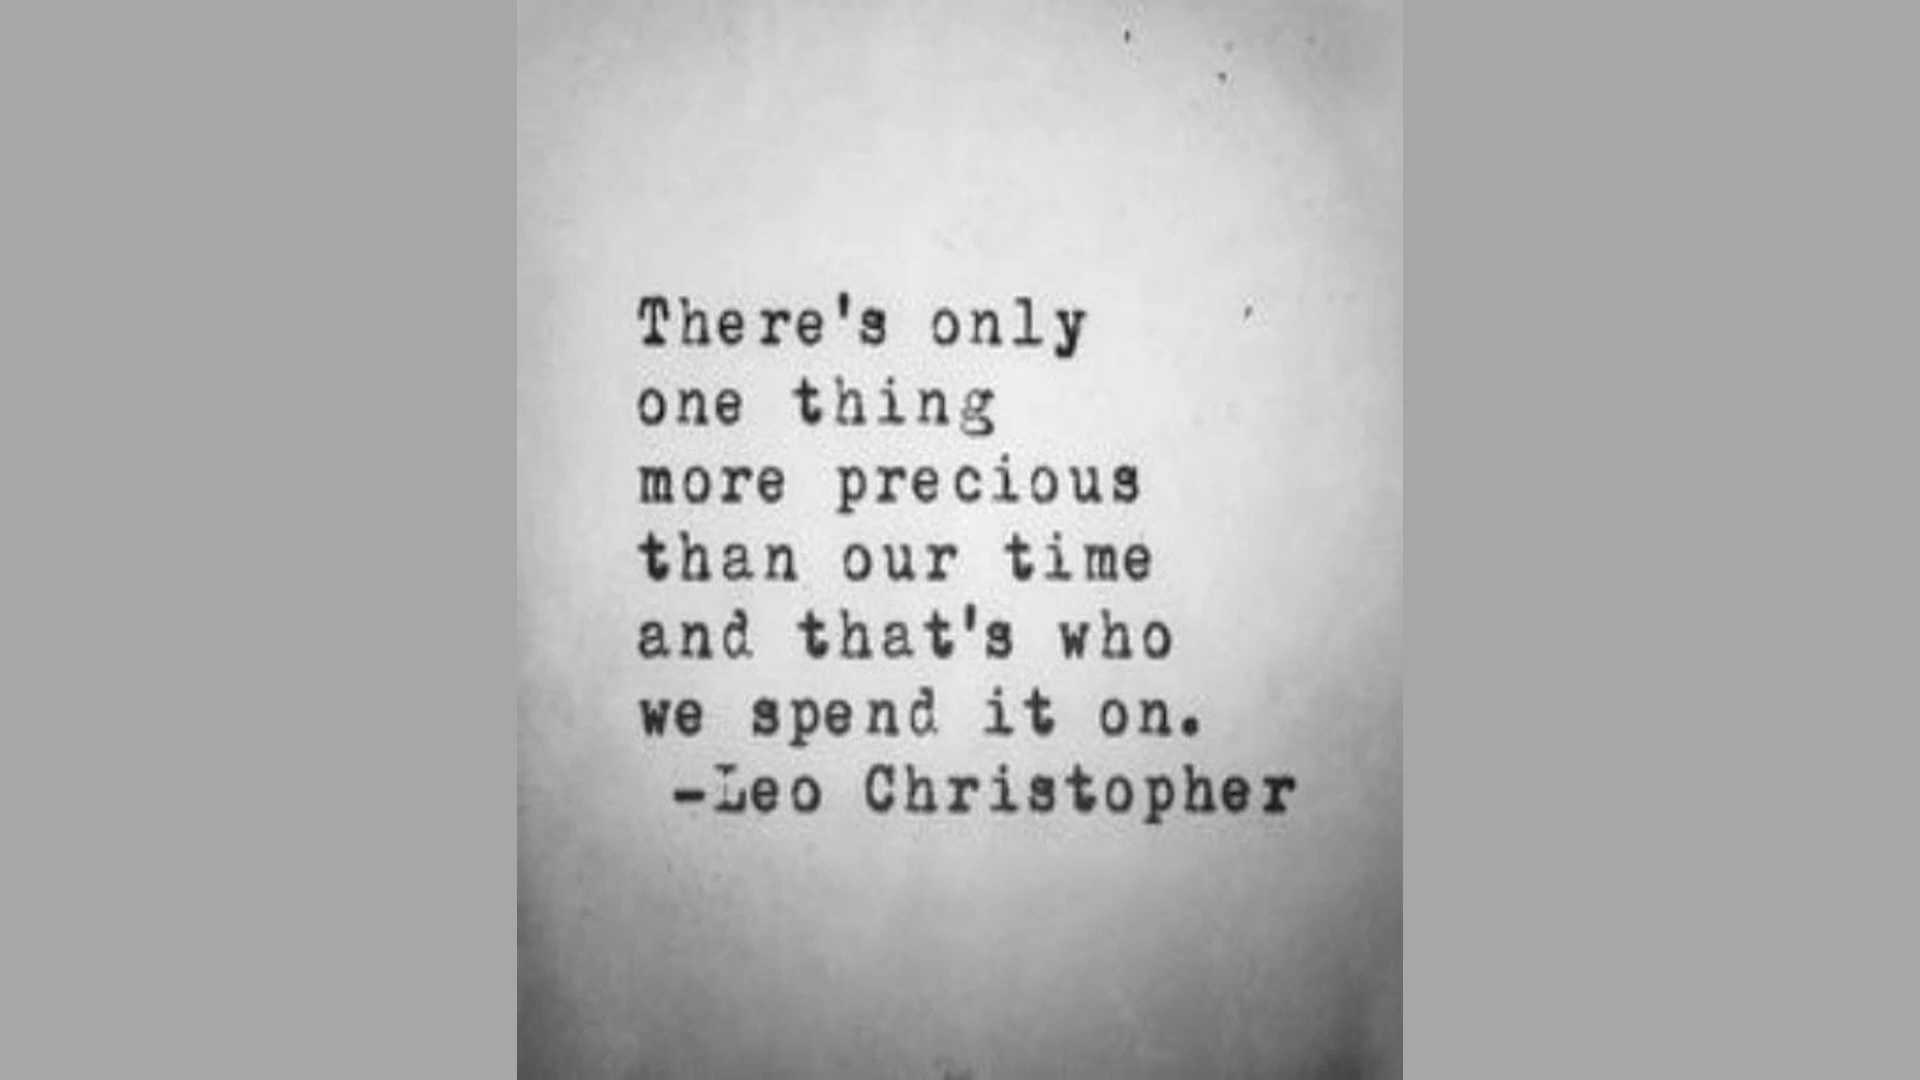 There's only
one thing
more precious
than our time
and that's who
we spend it on.
-Leo Christopher